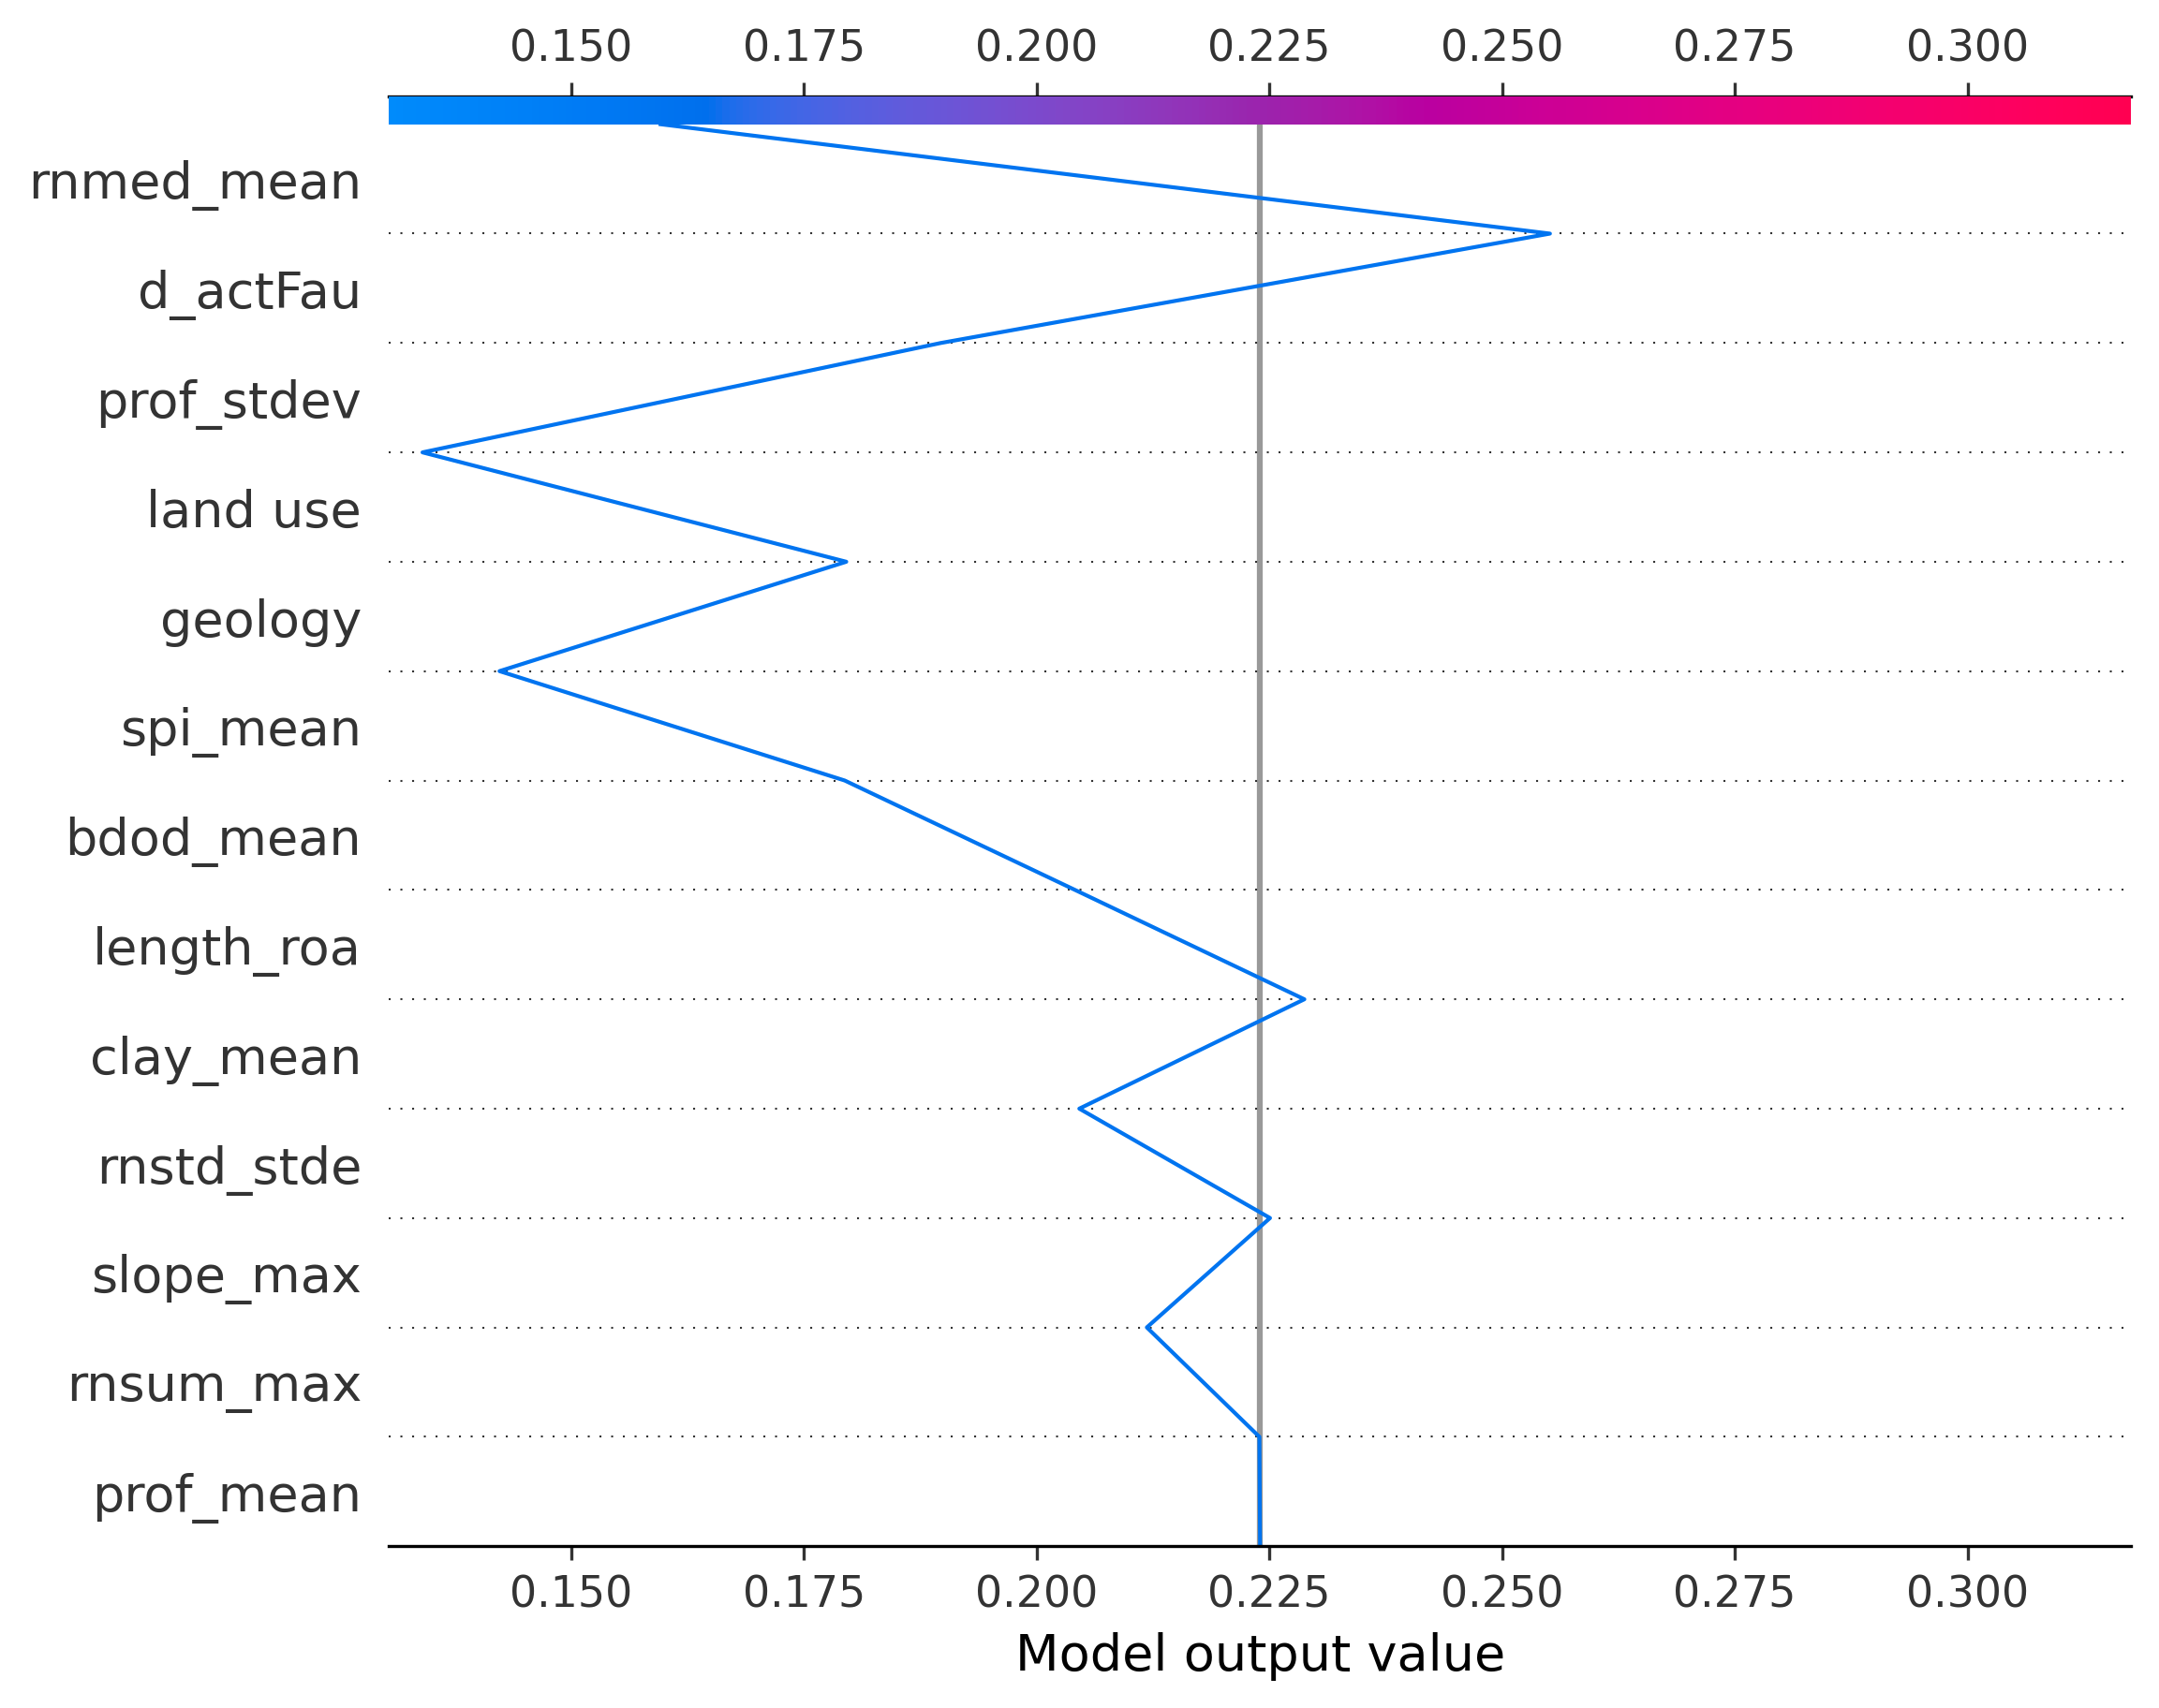 0.150 0.175 0.200 0.225 0.250 0.275 0.300
rnmed_mean
d_actFau
prof_stdev
land use
geology
spi_mean
bdod_mean
length_roa
clay_mean
rnstd_stde
slope_max
rnsum_max
prof_mean
0.150 0.175 0.200 0.225 0.250 0.275 0.300
Model output value